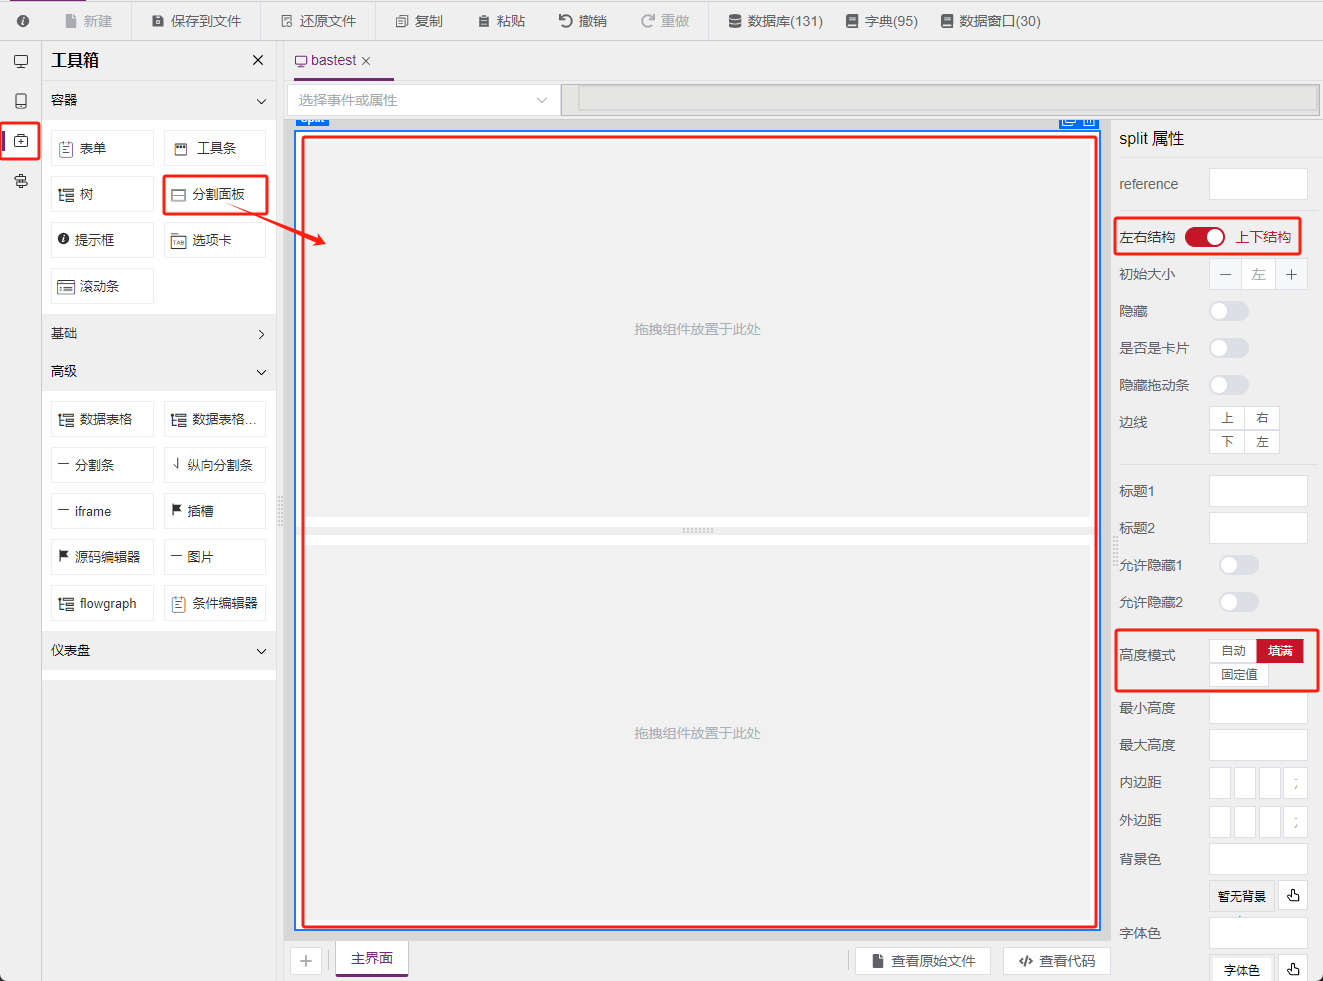 新建
保存到文件
还原文件
复制
粘贴
撤销
重做
数据库(131)
字典(95)
数据窗口(30)
工具箱
bastest
容器
选择事件或属性
表单
工具条
树
分割面板
提示框
选项卡
滚动条
基础
高级
数据表格
数据表格...
分割条
纵向分割条
iframe
插槽
源码编辑器
图片
flowgraph
条件编辑器
仪表盘
拖拽组件放置于此处
拖拽组件放置于此处
主界面
查看原始文件
查看代码
split 属性
reference
左右结构
上下结构
初始大小
左
隐藏
是否是卡片
隐藏拖动条
边线
上
右
下
左
标题1
标题2
允许隐藏1
允许隐藏2
高度模式
自动
填满
固定值
最小高度
最大高度
内边距
外边距
背景色
暂无背景
字体色
字体色